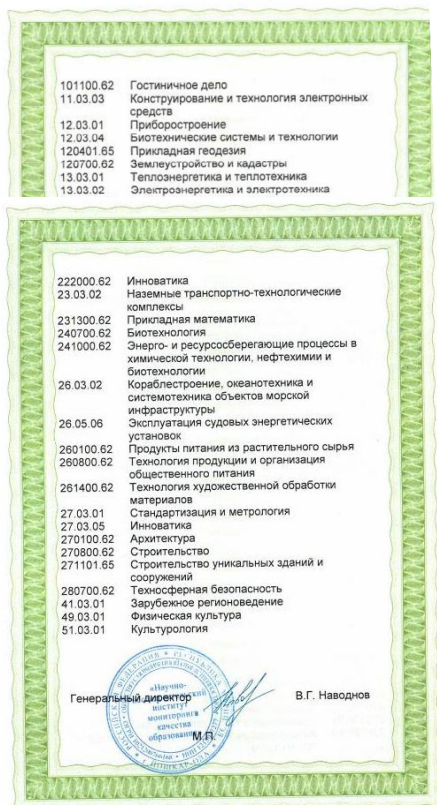 101100.62 Гостиничное дело
11.03.03 Конструирование и технология электронных
средств
12.03.01 Приборостроение
12.03.04 Биотехнические системы и технологии
120401.65 Прикладная геодезия
120700.62 Землеустройство и кадастры
13.03.01 Теплоэнергетика и теплотехника
13.03.02 Электроэнергетика и электротехника
222000.62 Инноватика
23.03.02 Наземные транспортно-технологические
комплексы
231300.62 Прикладная математика
240700.62 Биотехнология
241000.62 Энерго- и ресурсосберегающие процессы в
химической технологии, нефтехимии и
биотехнологии
26.03.02 Кораблестроение, океанотехника и
системотехника объектов морской
инфраструктуры
26.05.06 Эксплуатация судовых энергетических
установок
260100.62 Продукты питания из растительного сырья
260800.62 Технология продукции и организация
общественного питания
261400.62 Технология художественной обработки
материалов
27.03.01 Стандартизация и метрология
27.03.05 Инноватика
270100.62 Архитектура
270800.62 Строительство
271101.65 Строительство уникальных зданий и
сооружений
280700.62 Техносферная безопасность
41.03.01 Зарубежное регионоведение
49.03.01 Физическая культура
51.03.01 Культурология
Генеральный директор В.Г. Наводнов
«Научно-
институт
мониторинга
качества
образования»
М.П.